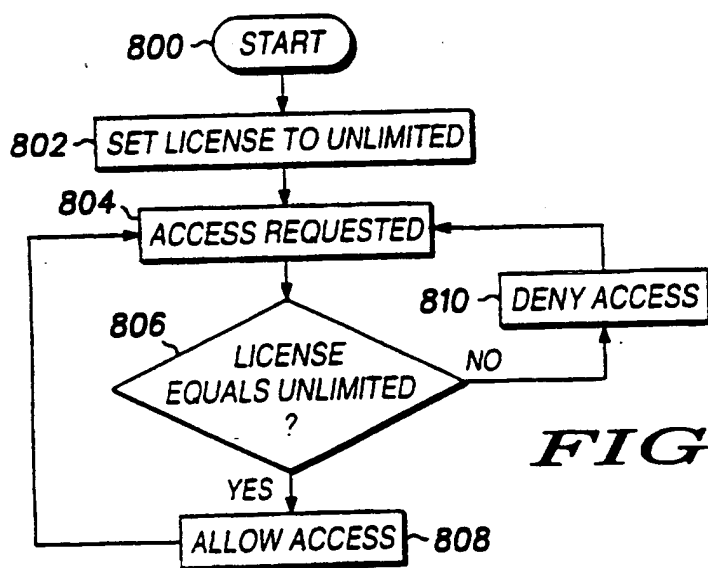 800
START
802
SET LICENSE TO UNLIMITED
804
ACCESS REQUESTED
810
DENY ACCESS
806
LICENSE
EQUALS UNLIMITED
?
NO
FIG
YES
ALLOW ACCESS
808